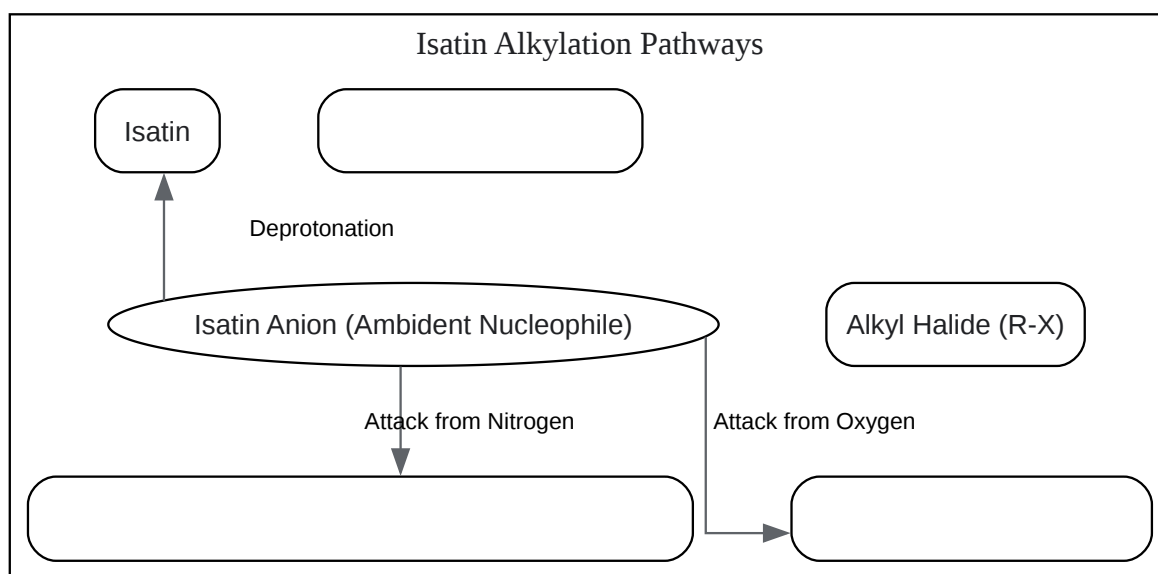 Isatin Alkylation Pathways
Isatin
Deprotonation
Isatin Anion (Ambident Nucleophile)
Alkyl Halide (R-X)
Attack from Nitrogen
Attack from Oxygen